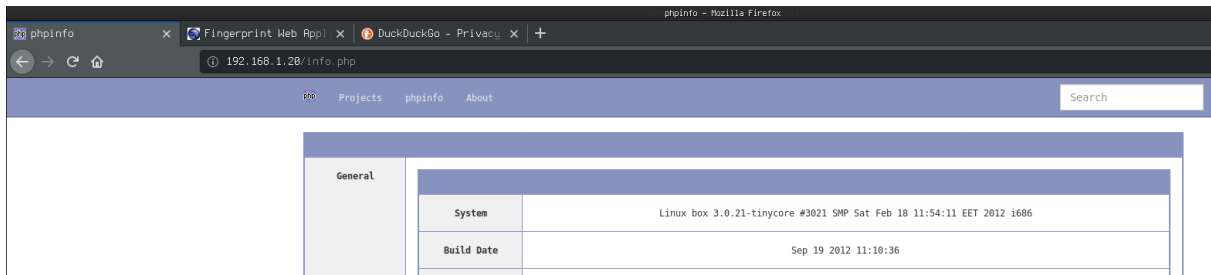 phpinfo - Mozilla Firefox
php phpinfo × Fingerprint Web Appl × DuckDuckGo - Privacy × +
192.168.1.20/info.php
php Projects phpinfo About Search
General
System Linux box 3.0.21-tinycore #3021 SMP Sat Feb 18 11:54:11 EET 2012 i686
Build Date Sep 19 2012 11:10:36